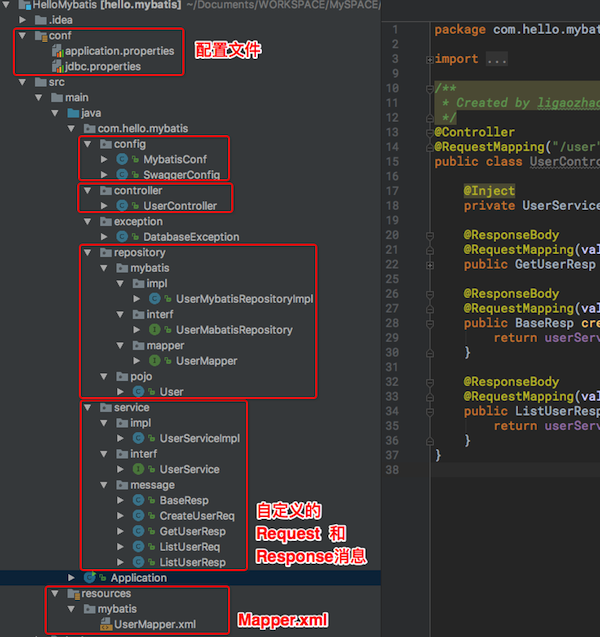 HelloMybatis [hello.mybatis] ~/Documents/WORKSPACE/MySPACE/
.idea
conf
application.properties
jdbc.properties
配置文件
src
main
java
com.hello.mybatis
config
MybatisConf
SwaggerConfig
controller
UserController
exception
DatabaseException
repository
mybatis
impl
UserMybatisRepositoryImpl
interf
UserMabatisRepository
mapper
UserMapper
pojo
User
service
impl
UserServiceImpl
interf
UserService
message
BaseResp
CreateUserReq
GetUserResp
ListUserReq
ListUserResp
自定义的
Request 和
Response消息
Application
resources
mybatis
UserMapper.xml
Mapper.xml
1 package com.hello.mybat
2
3 import ...
9
10 /**
11 * Created by ligaozhao
12 */
13 @Controller
14 @RequestMapping("/user"
15 public class UserContro
16
17 @Inject
18 private UserService
19
20 @ResponseBody
21 @RequestMapping(val
22 public GetUserResp
25
26 @ResponseBody
27 @RequestMapping(val
28 public BaseResp cre
29 return userServ
30 }
31
32 @ResponseBody
33 @RequestMapping(val
34 public ListUserResp
35 return userServ
36 }
37 }
38